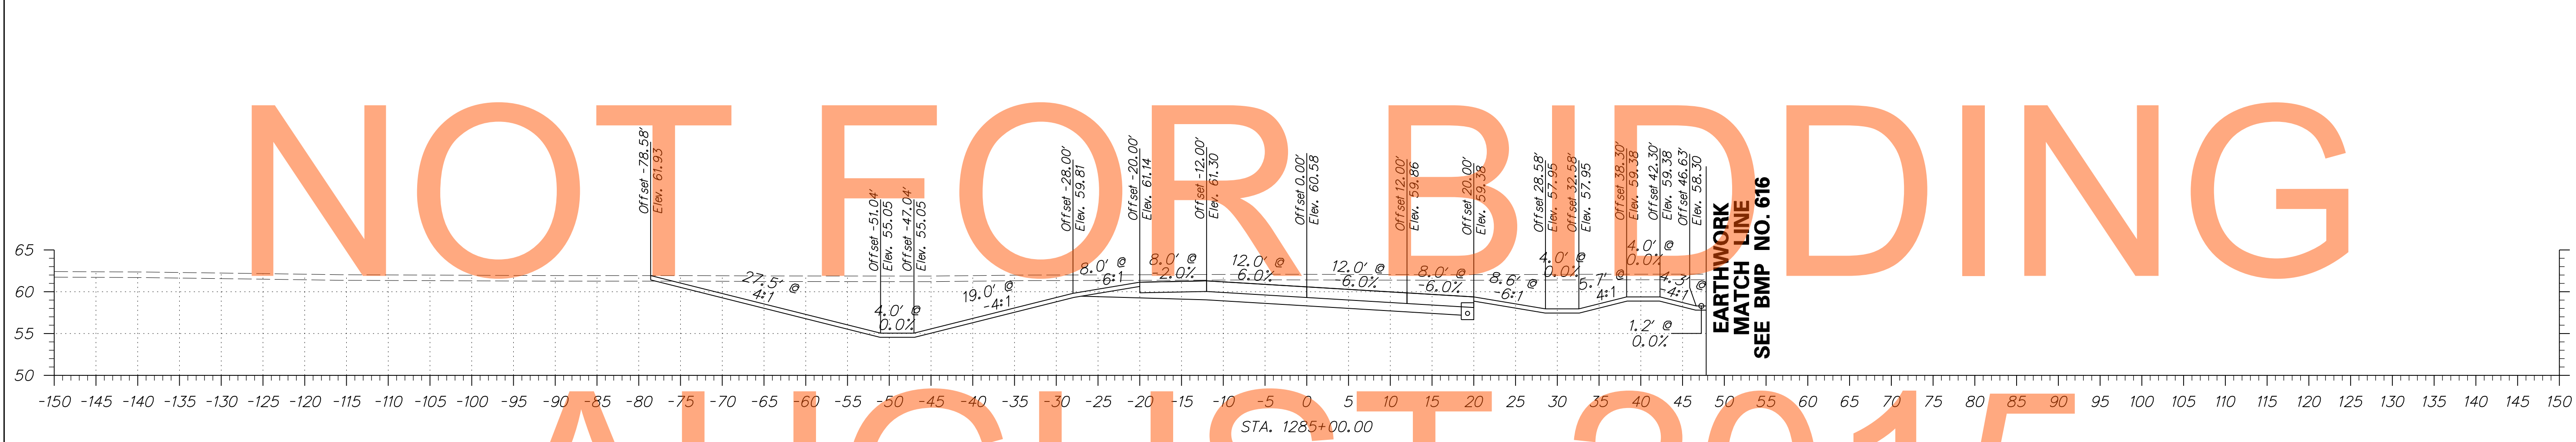 NOT FOR BIDDING
AUGUST 2015
Offset -78.58'
Elev. 61.93
Offset -51.04'
Elev. 55.05
Offset -47.04'
Elev. 55.05
Offset -28.00'
Elev. 59.81
Offset -20.00'
Elev. 61.14
Offset -12.00'
Elev. 61.30
Offset 0.00'
Elev. 60.58
Offset 12.00'
Elev. 59.86
Offset 20.00'
Elev. 59.38
Offset 28.58'
Elev. 57.95
Offset 32.58'
Elev. 57.95
Offset 38.30'
Elev. 59.38
Offset 42.30'
Elev. 59.38
Offset 46.63'
Elev. 58.30
27.5' @
4:1
4.0' @
0.0%
19.0' @
-4:1
8.0' @
-6:1
8.0' @
-2.0%
12.0' @
6.0%
12.0' @
-6.0%
8.0' @
-6.0%
8.6' @
-6:1
4.0' @
0.0%
5.7' @
4:1
4.0' @
0.0%
4.3' @
-4:1
1.2' @
0.0%
EARTHWORK
MATCH LINE
SEE BMP NO. 616
65
60
55
50
-150 -145 -140 -135 -130 -125 -120 -115 -110 -105 -100 -95 -90 -85 -80 -75 -70 -65 -60 -55 -50 -45 -40 -35 -30 -25 -20 -15 -10 -5 0 5 10 15 20 25 30 35 40 45 50 55 60 65 70 75 80 85 90 95 100 105 110 115 120 125 130 135 140 145 150
STA. 1285+00.00